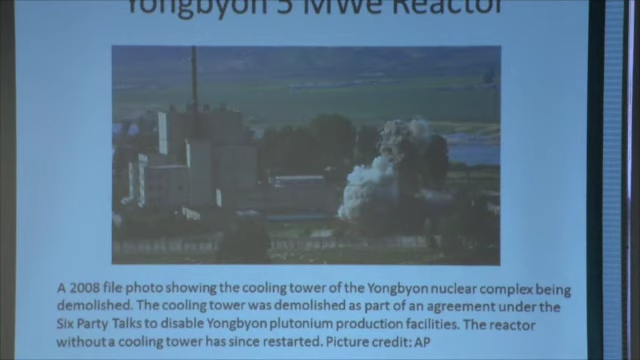 Yongbyon 5 MWe Reactor
A 2008 file photo showing the cooling tower of the Yongbyon nuclear complex being
demolished. The cooling tower was demolished as part of an agreement under the
Six Party Talks to disable Yongbyon plutonium production facilities. The reactor
without a cooling tower has since restarted. Picture credit: AP